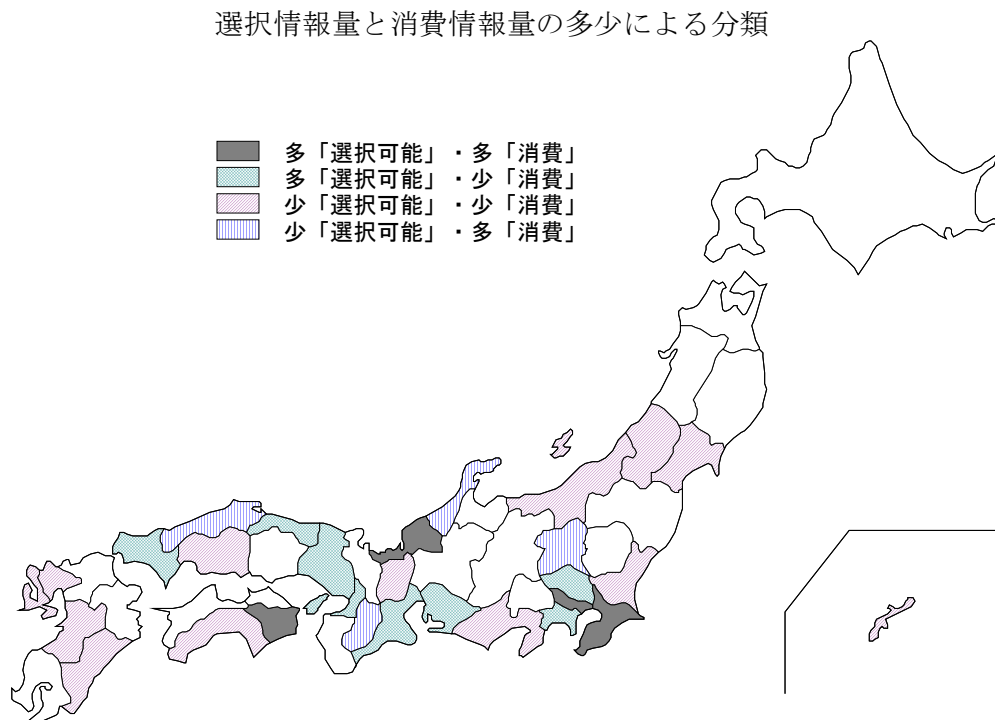 選択情報量と消費情報量の多少による分類
多「選択可能」・多「消費」
多「選択可能」・少「消費」
少「選択可能」・少「消費」
少「選択可能」・多「消費」